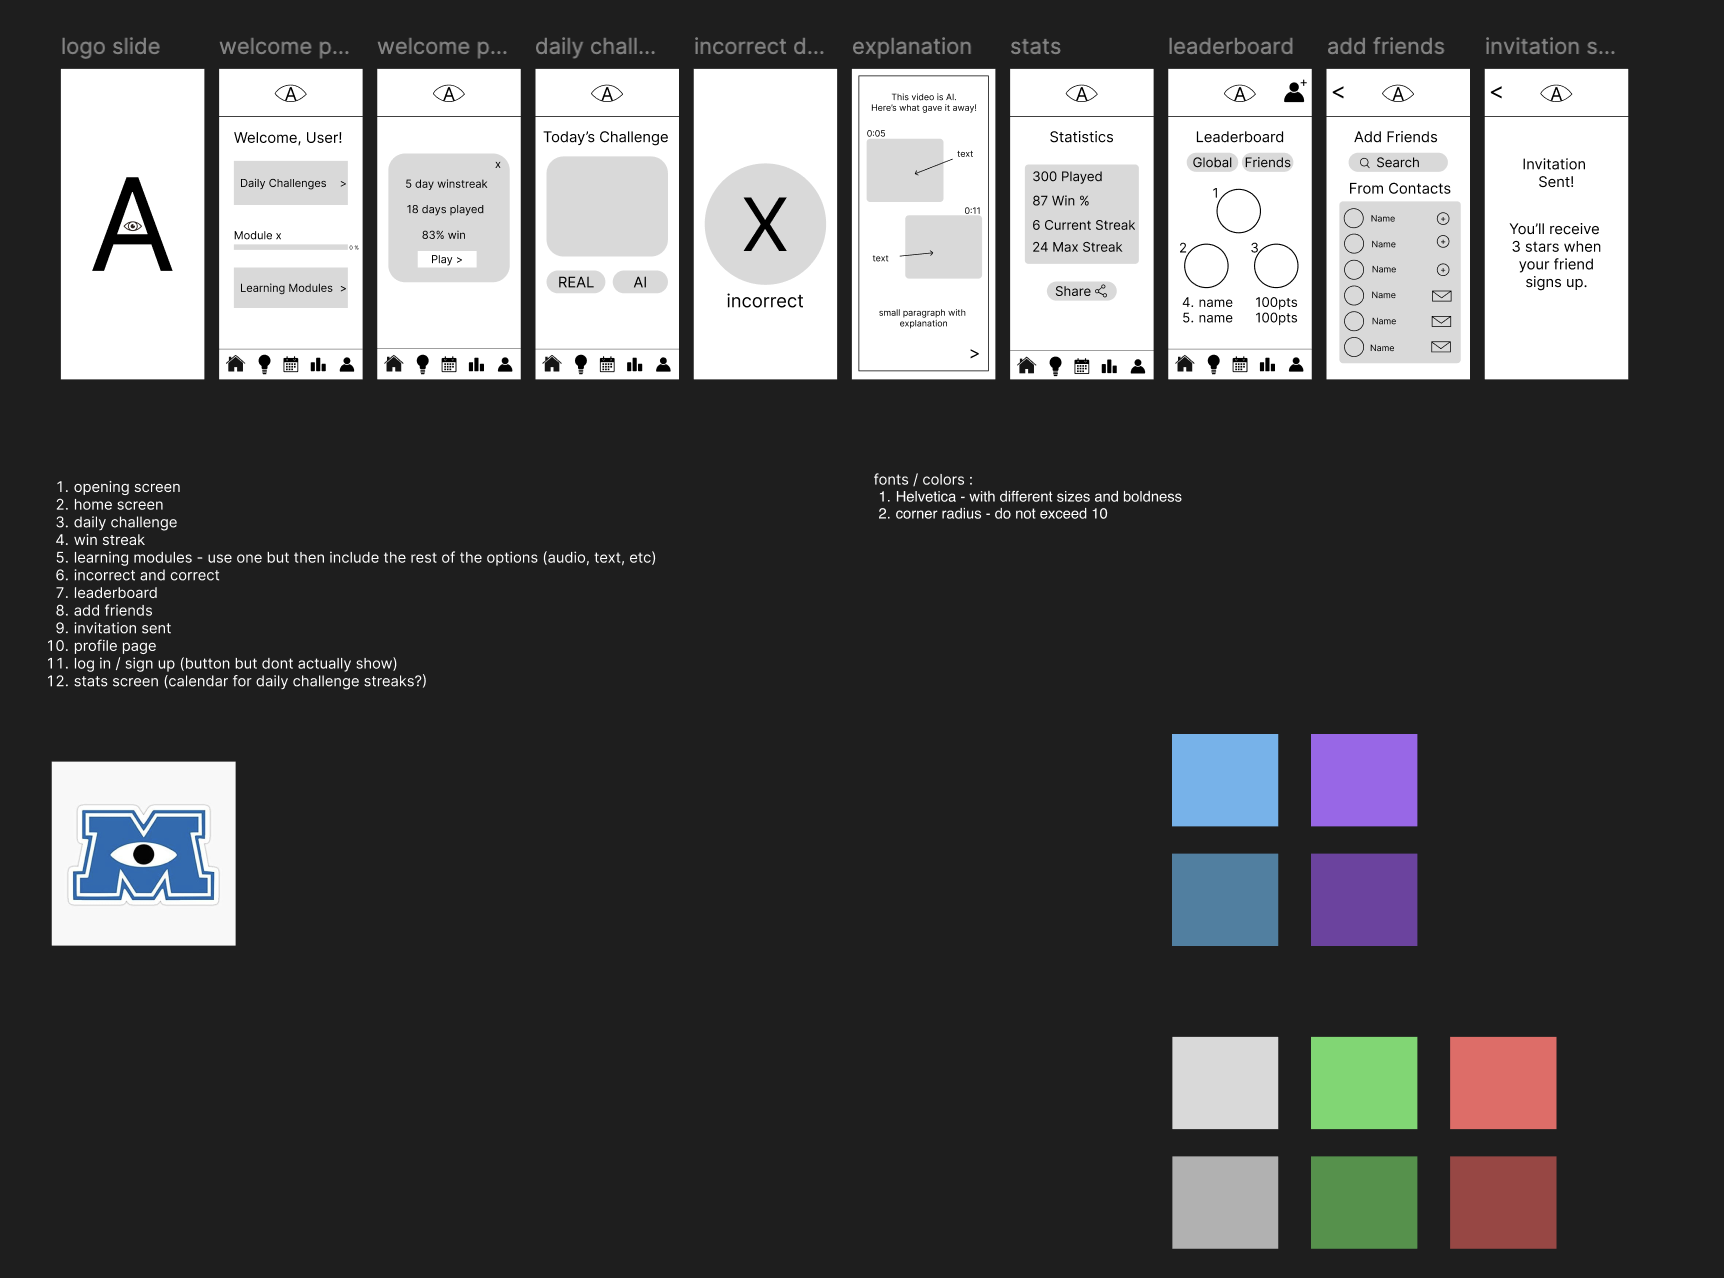 logo slide
welcome p...
welcome p...
daily chall...
incorrect d...
explanation
stats
leaderboard
add friends
invitation s...
A
A
Welcome, User!
Daily Challenges >
Module x
0 %
Learning Modules >
A
x
5 day winstreak
18 days played
83% win
Play >
A
Today's Challenge
REAL
AI
X
incorrect
This video is AI.
Here's what gave it away!
0:05
text
0:11
text
small paragraph with
explanation
>
A
Statistics
300 Played
87 Win %
6 Current Streak
24 Max Streak
Share
A
+
Leaderboard
Global
Friends
1
2
3
4. name 100pts
5. name 100pts
<
A
Add Friends
Search
From Contacts
Name
Name
Name
Name
Name
Name
<
A
Invitation
Sent!
You'll receive
3 stars when
your friend
signs up.
1. opening screen
2. home screen
3. daily challenge
4. win streak
5. learning modules - use one but then include the rest of the options (audio, text, etc)
6. incorrect and correct
7. leaderboard
8. add friends
9. invitation sent
10. profile page
11. log in / sign up (button but dont actually show)
12. stats screen (calendar for daily challenge streaks?)
fonts / colors :
1. Helvetica - with different sizes and boldness
2. corner radius - do not exceed 10
M